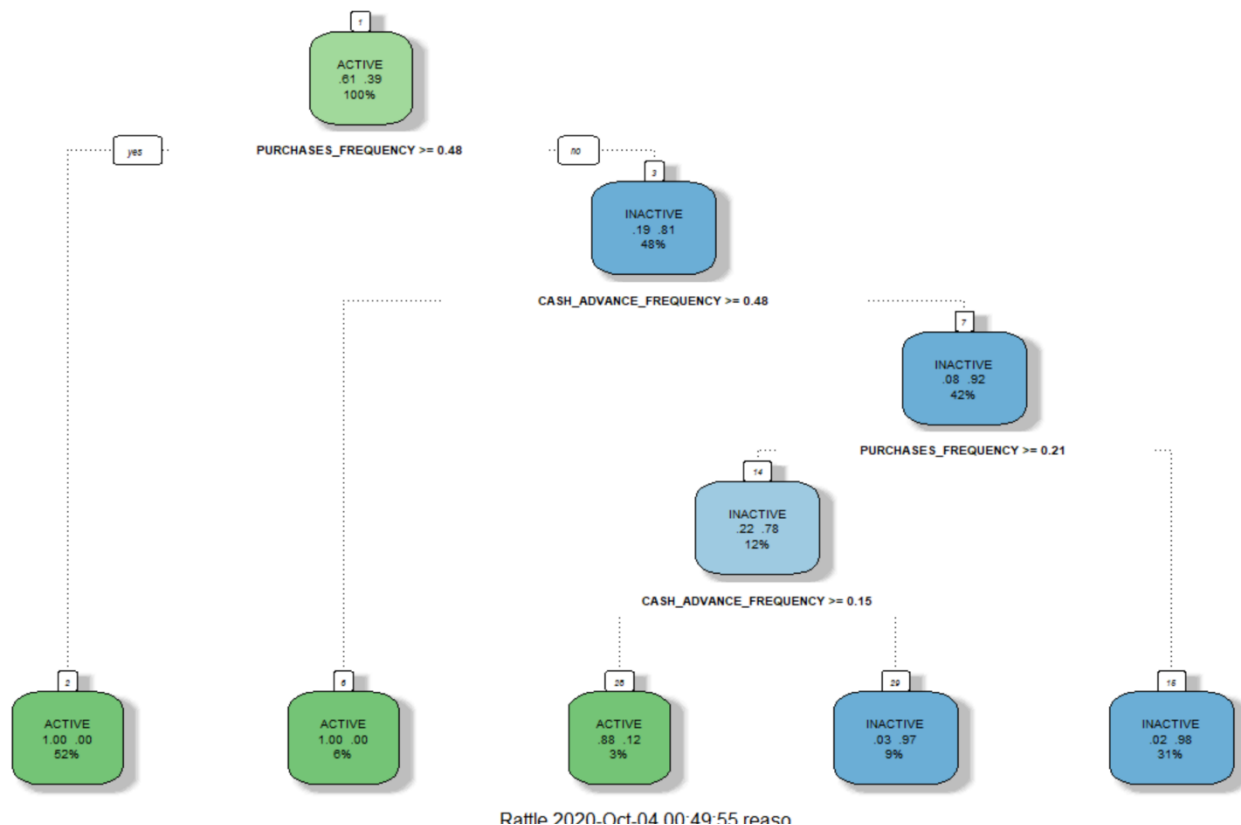 1
ACTIVE
.61 .39
100%
yes
PURCHASES_FREQUENCY >= 0.48
no
3
INACTIVE
.19 .81
48%
CASH_ADVANCE_FREQUENCY >= 0.48
7
INACTIVE
.08 .92
42%
PURCHASES_FREQUENCY >= 0.21
14
INACTIVE
.22 .78
12%
CASH_ADVANCE_FREQUENCY >= 0.15
2
ACTIVE
1.00 .00
52%
6
ACTIVE
1.00 .00
6%
28
ACTIVE
.88 .12
3%
29
INACTIVE
.03 .97
9%
15
INACTIVE
.02 .98
31%
Rattle 2020-Oct-04 00:49:55 reaso